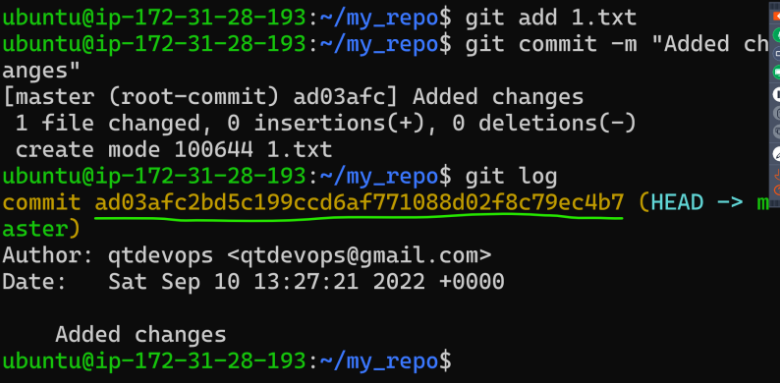 ubuntu@ip-172-31-28-193:~/my_repo$ git add 1.txt
ubuntu@ip-172-31-28-193:~/my_repo$ git commit -m "Added ch
anges"
[master (root-commit) ad03afc] Added changes
 1 file changed, 0 insertions(+), 0 deletions(-)
 create mode 100644 1.txt
ubuntu@ip-172-31-28-193:~/my_repo$ git log
commit ad03afc2bd5c199ccd6af771088d02f8c79ec4b7 (HEAD -> m
aster)
Author: qtdevops <qtdevops@gmail.com>
Date:   Sat Sep 10 13:27:21 2022 +0000

    Added changes
ubuntu@ip-172-31-28-193:~/my_repo$